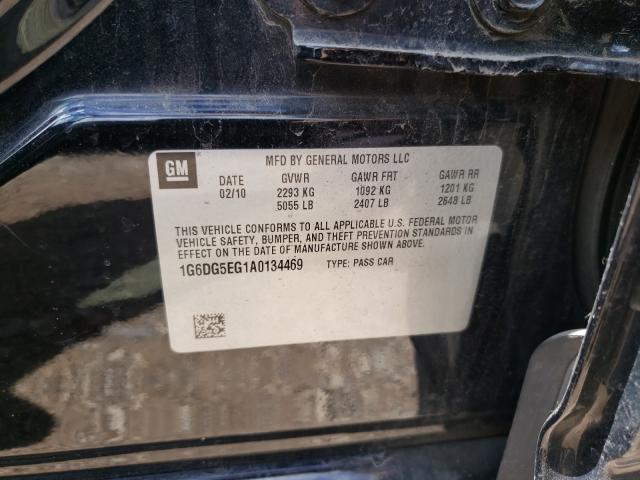 GM
MFD BY GENERAL MOTORS LLC
DATE GVWR GAWR FRT GAWR RR
02/10 2293 KG 1092 KG 1201 KG
5055 LB 2407 LB 2648 LB
THIS VEHICLE CONFORMS TO ALL APPLICABLE U.S. FEDERAL MOTOR
VEHICLE SAFETY, BUMPER, AND THEFT PREVENTION STANDARDS IN
EFFECT ON THE DATE OF MANUFACTURE SHOWN ABOVE.
1G6DG5EG1A0134469 TYPE: PASS CAR